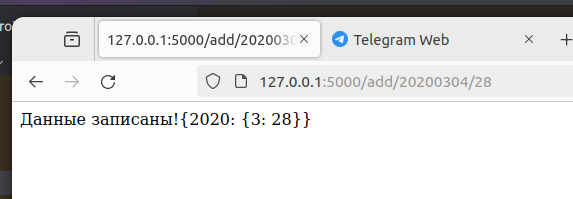 ro
127.0.0.1:5000/add/2020030
Telegram Web
127.0.0.1:5000/add/20200304/28
Данные записаны!{2020: {3: 28}}